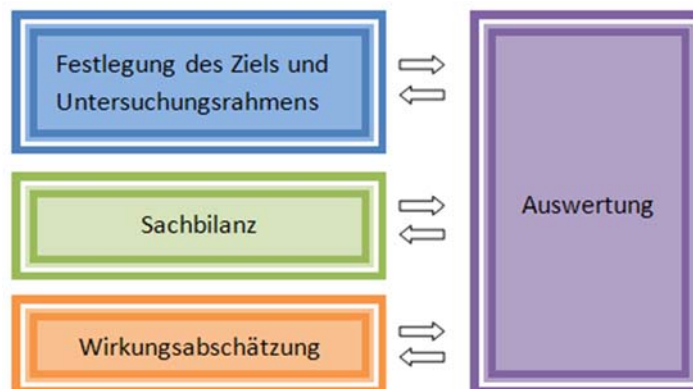 Festlegung des Ziels und
Untersuchungsrahmens
Sachbilanz
Auswertung
Wirkungsabschätzung